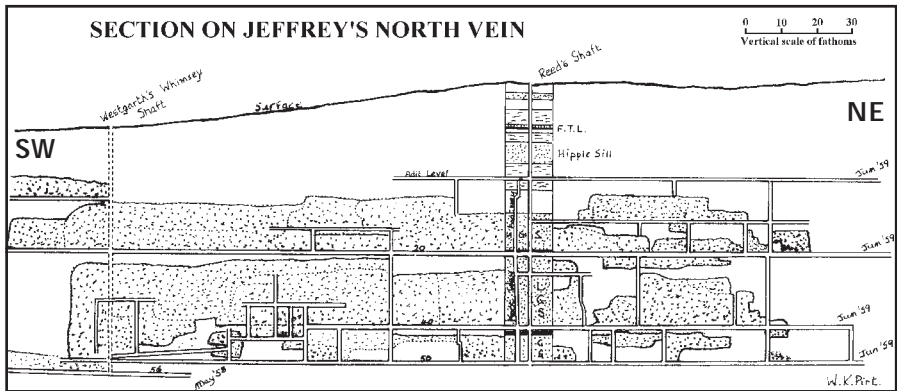 SECTION ON JEFFREY'S NORTH VEIN
0 10 20 30
Vertical scale of fathoms
Westgarth's Whimsey
Shaft
Reed's Shaft
Surface
SW
NE
F.T.L.
Hipple Sill
Adit Level
Jun '59
20
Jun '59
40
Jun '59
50
Jun '59
56
May '58
W.K.Pirt.